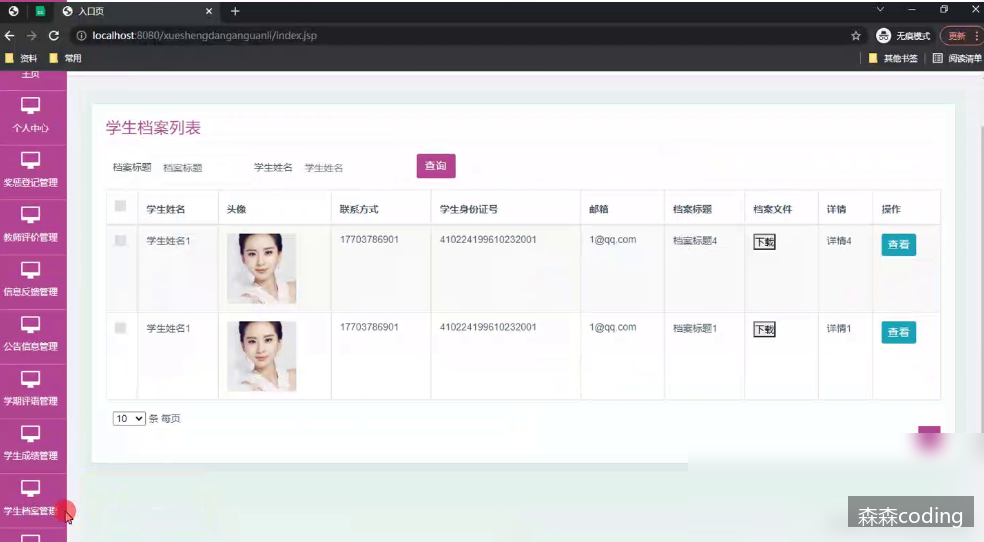 入口页
localhost:8080/xueshengdanganguanli/index.jsp
无痕模式
更新
资料
常用
其他书签
阅读清单
主页
个人中心
奖惩登记管理
教师评价管理
信息反馈管理
公告信息管理
学期评语管理
学生成绩管理
学生档案管理
学生档案列表
档案标题 档案标题 学生姓名 学生姓名 查询
学生姓名 头像 联系方式 学生身份证号 邮箱 档案标题 档案文件 详情 操作
学生姓名1 17703786901 410224199610232001 1@qq.com 档案标题4 下载 详情4 查看
学生姓名1 17703786901 410224199610232001 1@qq.com 档案标题1 下载 详情1 查看
10 条 每页
森森coding